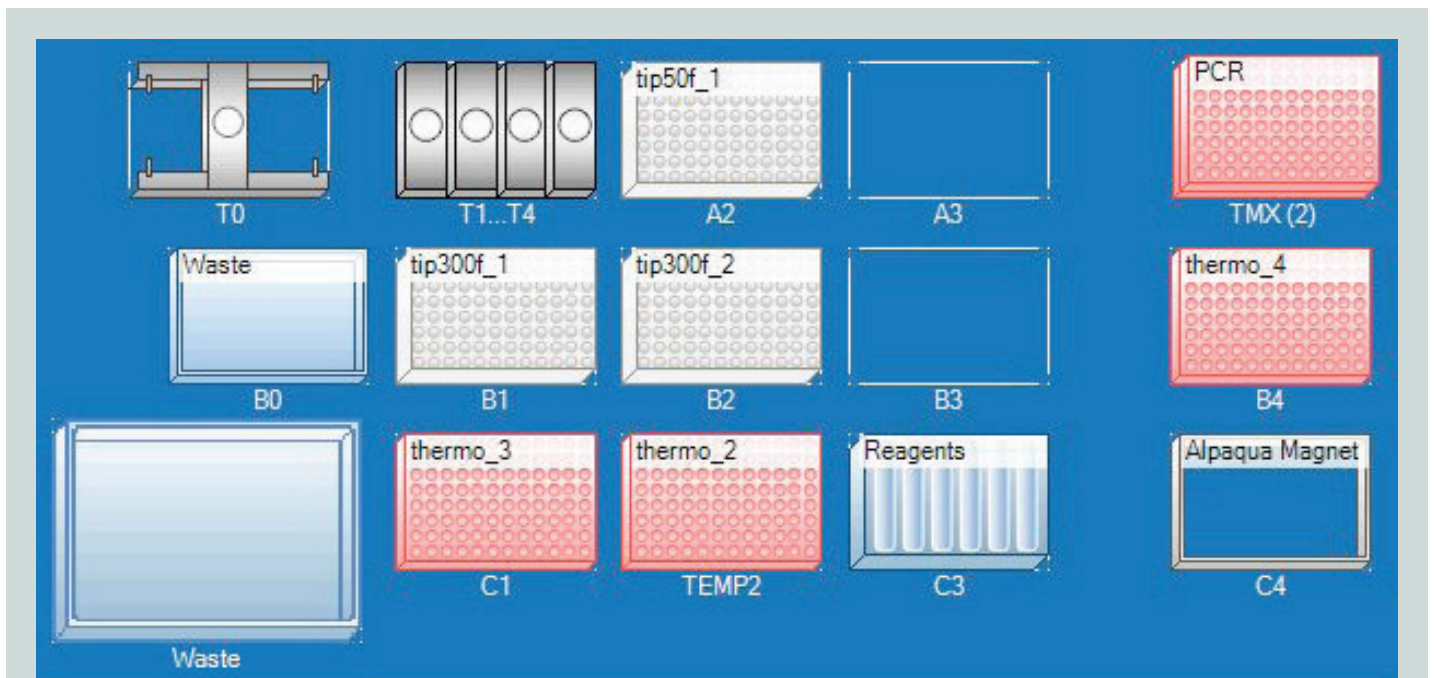 tip50f_1
PCR
T0
T1...T4
A2
A3
TMX (2)
Waste
tip300f_1
tip300f_2
thermo_4
B0
B1
B2
B3
B4
thermo_3
thermo_2
Reagents
Alpaqua Magnet
C1
TEMP2
C3
C4
Waste